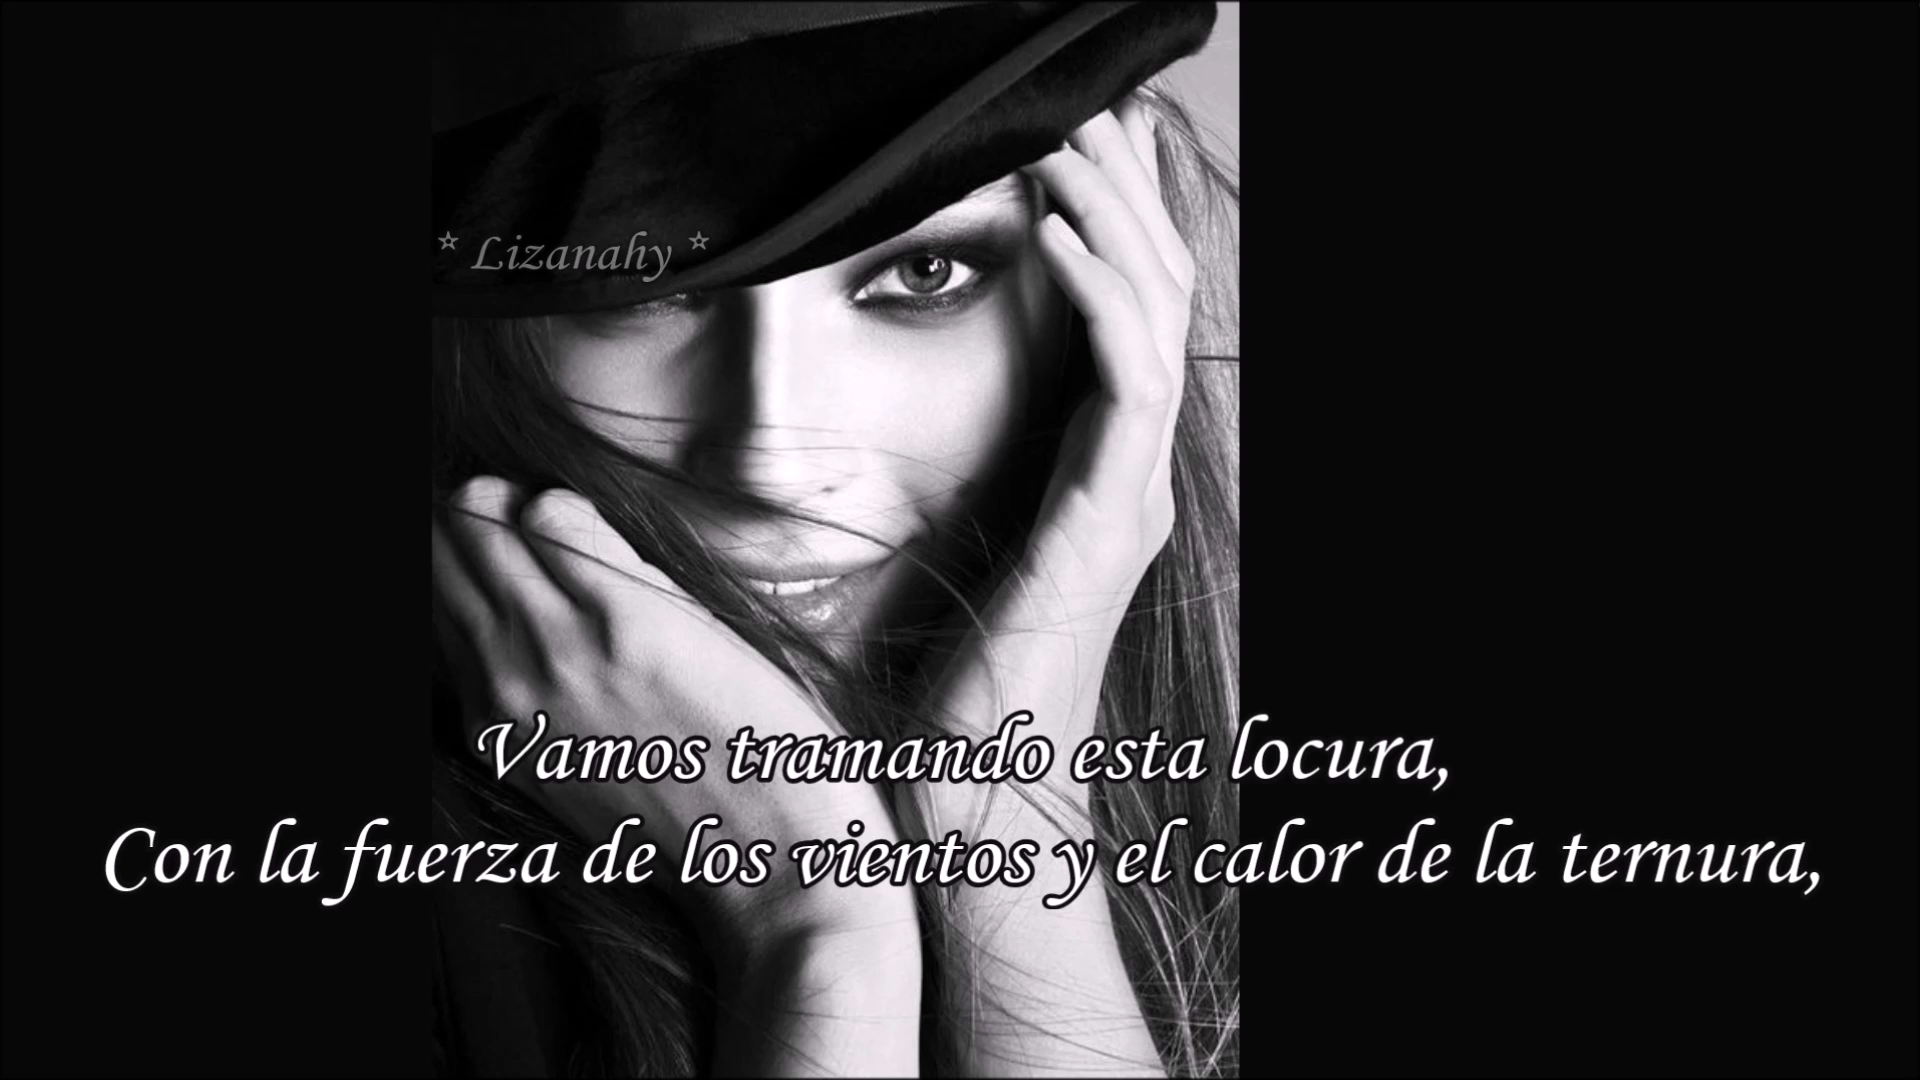 ☆ Lizanahy ☆
Vamos tramando esta locura,
Con la fuerza de los vientos y el calor de la ternura,